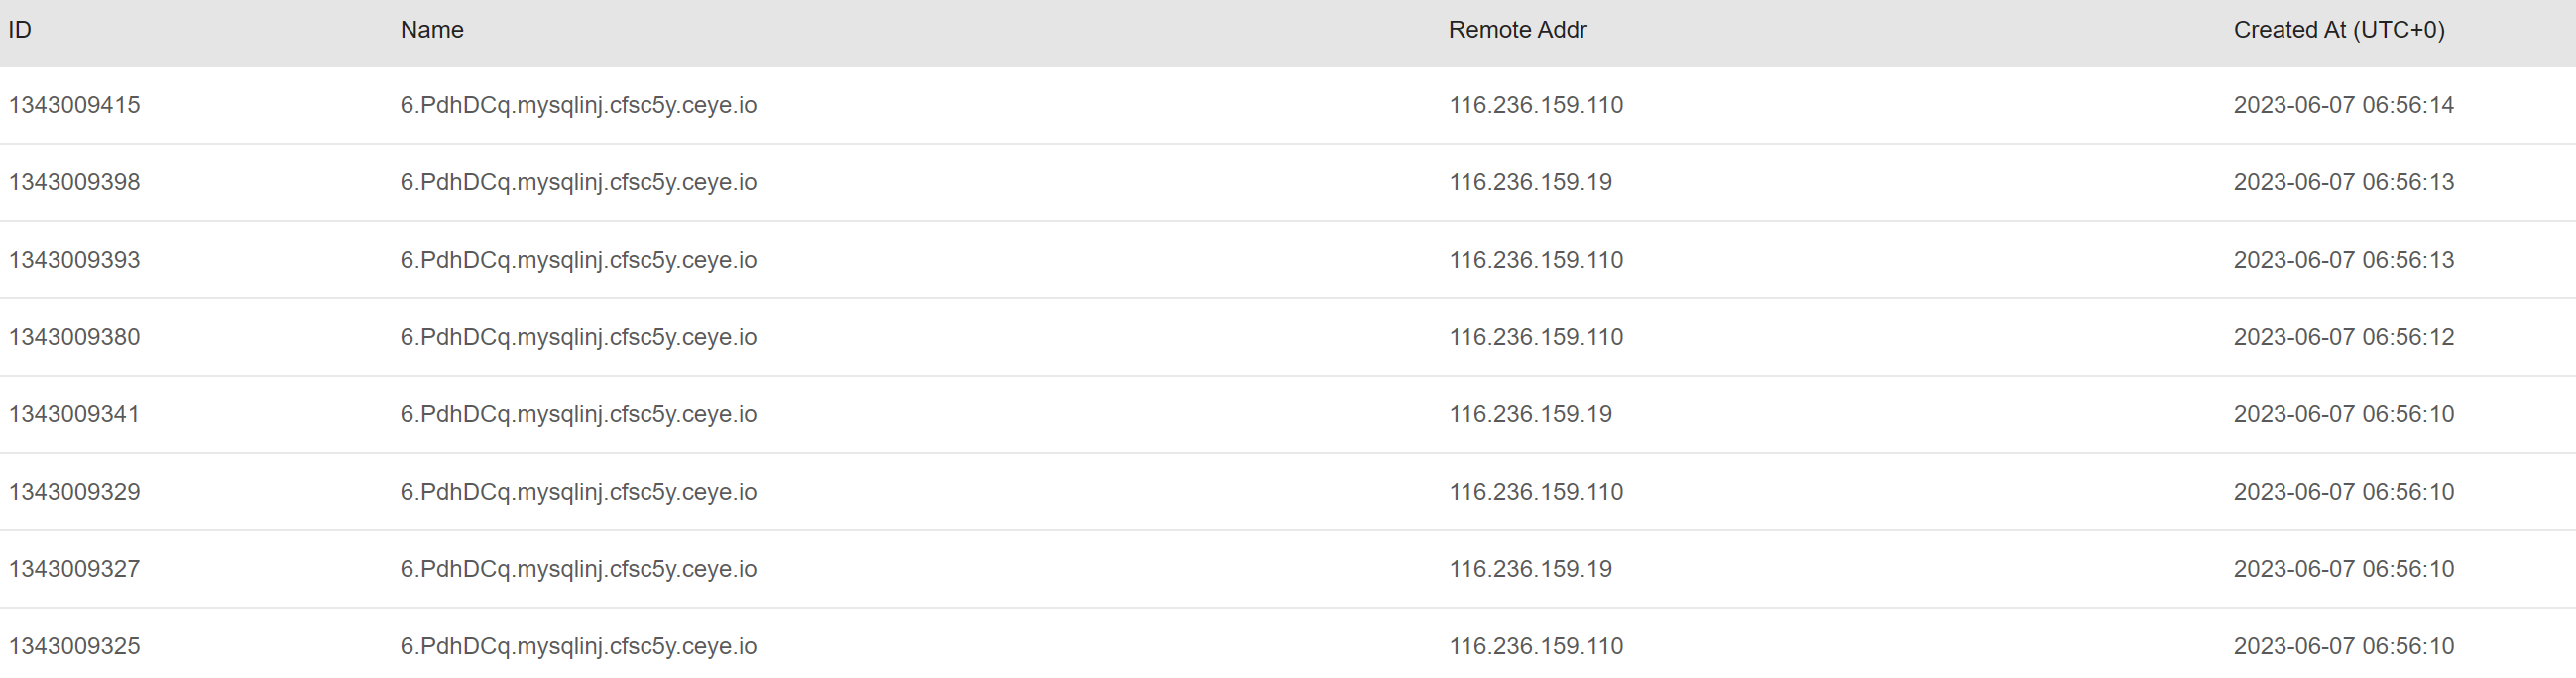 ID Name Remote Addr Created At (UTC+0)
1343009415 6.PdhDCq.mysqlinj.cfsc5y.ceye.io 116.236.159.110 2023-06-07 06:56:14
1343009398 6.PdhDCq.mysqlinj.cfsc5y.ceye.io 116.236.159.19 2023-06-07 06:56:13
1343009393 6.PdhDCq.mysqlinj.cfsc5y.ceye.io 116.236.159.110 2023-06-07 06:56:13
1343009380 6.PdhDCq.mysqlinj.cfsc5y.ceye.io 116.236.159.110 2023-06-07 06:56:12
1343009341 6.PdhDCq.mysqlinj.cfsc5y.ceye.io 116.236.159.19 2023-06-07 06:56:10
1343009329 6.PdhDCq.mysqlinj.cfsc5y.ceye.io 116.236.159.110 2023-06-07 06:56:10
1343009327 6.PdhDCq.mysqlinj.cfsc5y.ceye.io 116.236.159.19 2023-06-07 06:56:10
1343009325 6.PdhDCq.mysqlinj.cfsc5y.ceye.io 116.236.159.110 2023-06-07 06:56:10